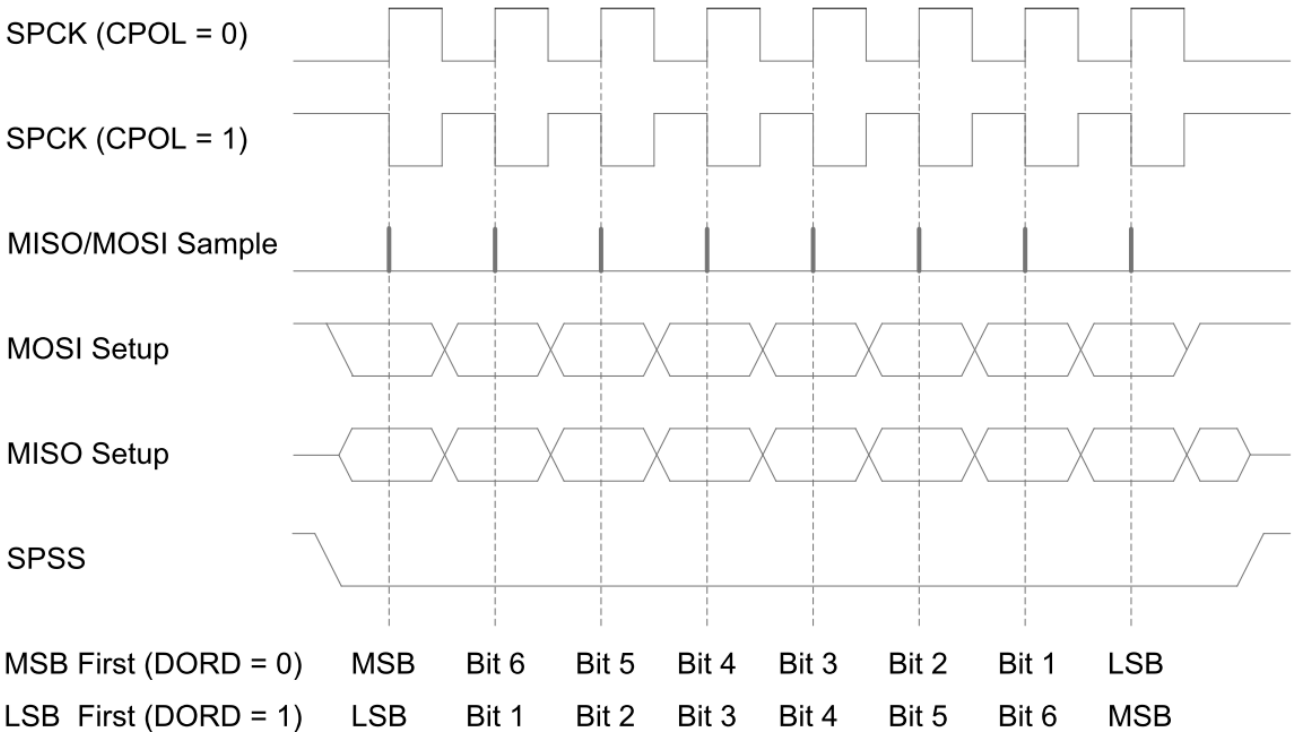 SPCK (CPOL = 0)
SPCK (CPOL = 1)
MISO/MOSI Sample
MOSI Setup
MISO Setup
SPSS
MSB First (DORD = 0) MSB Bit 6 Bit 5 Bit 4 Bit 3 Bit 2 Bit 1 LSB
LSB First (DORD = 1) LSB Bit 1 Bit 2 Bit 3 Bit 4 Bit 5 Bit 6 MSB